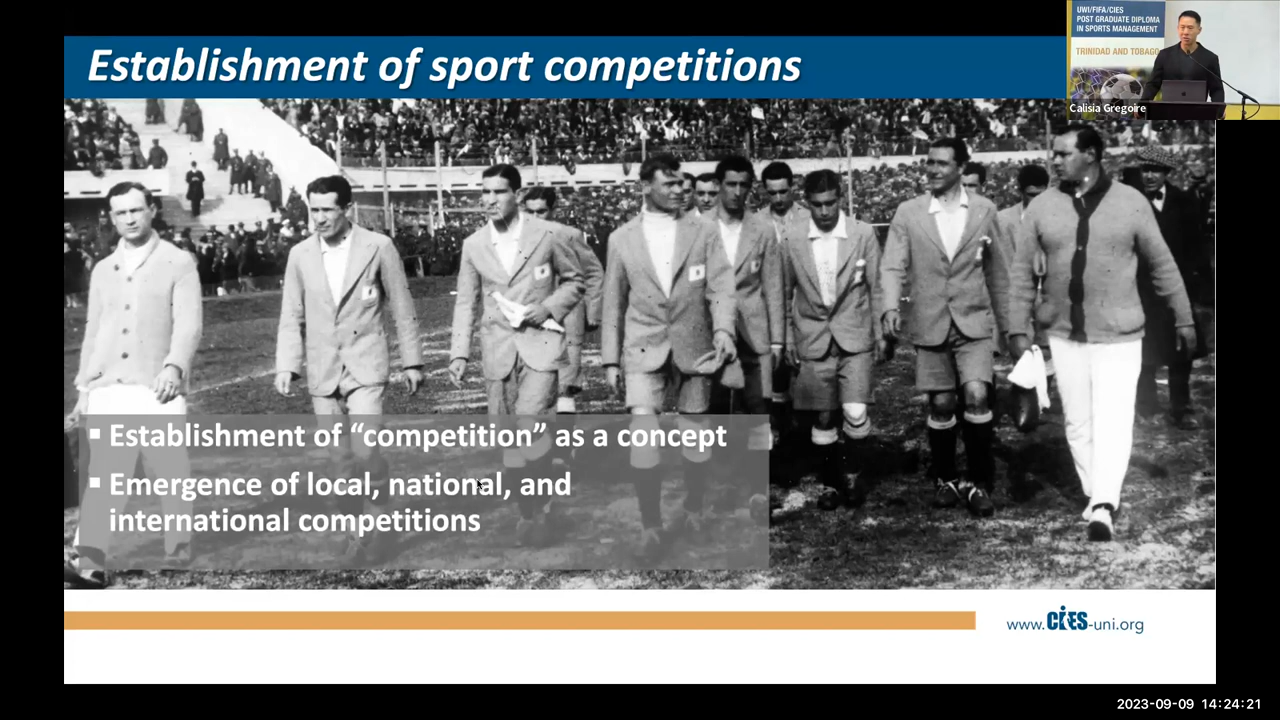 Establishment of sport competitions
UWI/FIFA/CIES
POST GRADUATE DIPLOMA
IN SPORTS MANAGEMENT
TRINIDAD AND TOBAGO
Calisia Gregoire
▪ Establishment of “competition” as a concept
▪ Emergence of local, national, and
international competitions
www.CIES-uni.org
2023-09-09 14:24:21